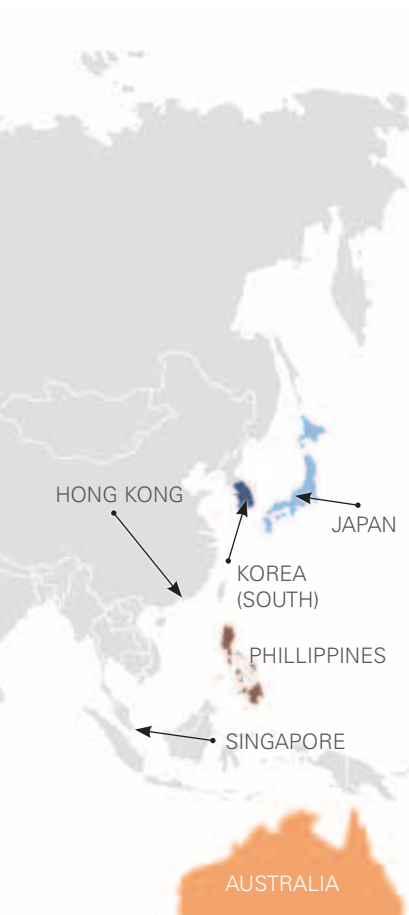 HONG KONG
JAPAN
KOREA
(SOUTH)
PHILLIPPINES
SINGAPORE
AUSTRALIA